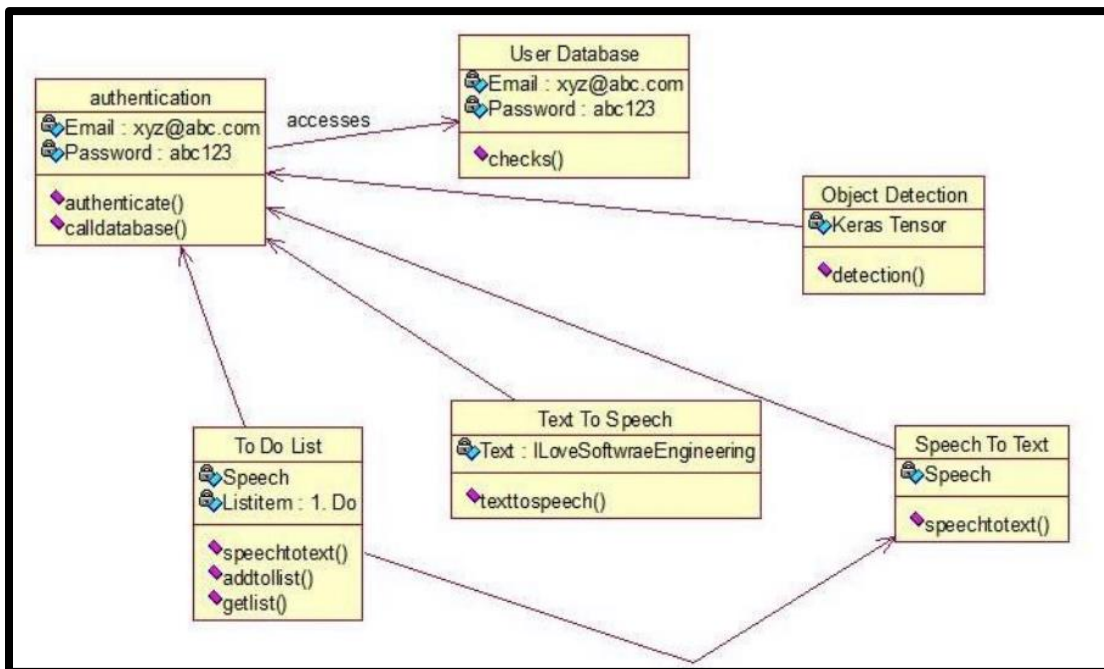 authentication
Email : xyz@abc.com
Password : abc123
authenticate()
calldatabase()
accesses
User Database
Email : xyz@abc.com
Password : abc123
checks()
Object Detection
Keras Tensor
detection()
To Do List
Speech
Listitem : 1. Do
speechtotext()
addtollist()
getlist()
Text To Speech
Text : ILoveSoftwraeEngineering
texttospeech()
Speech To Text
Speech
speechtotext()